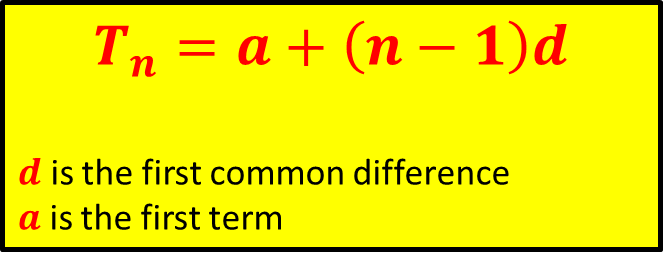 Tₙ = a + (n − 1)d
d is the first common difference
a is the first term